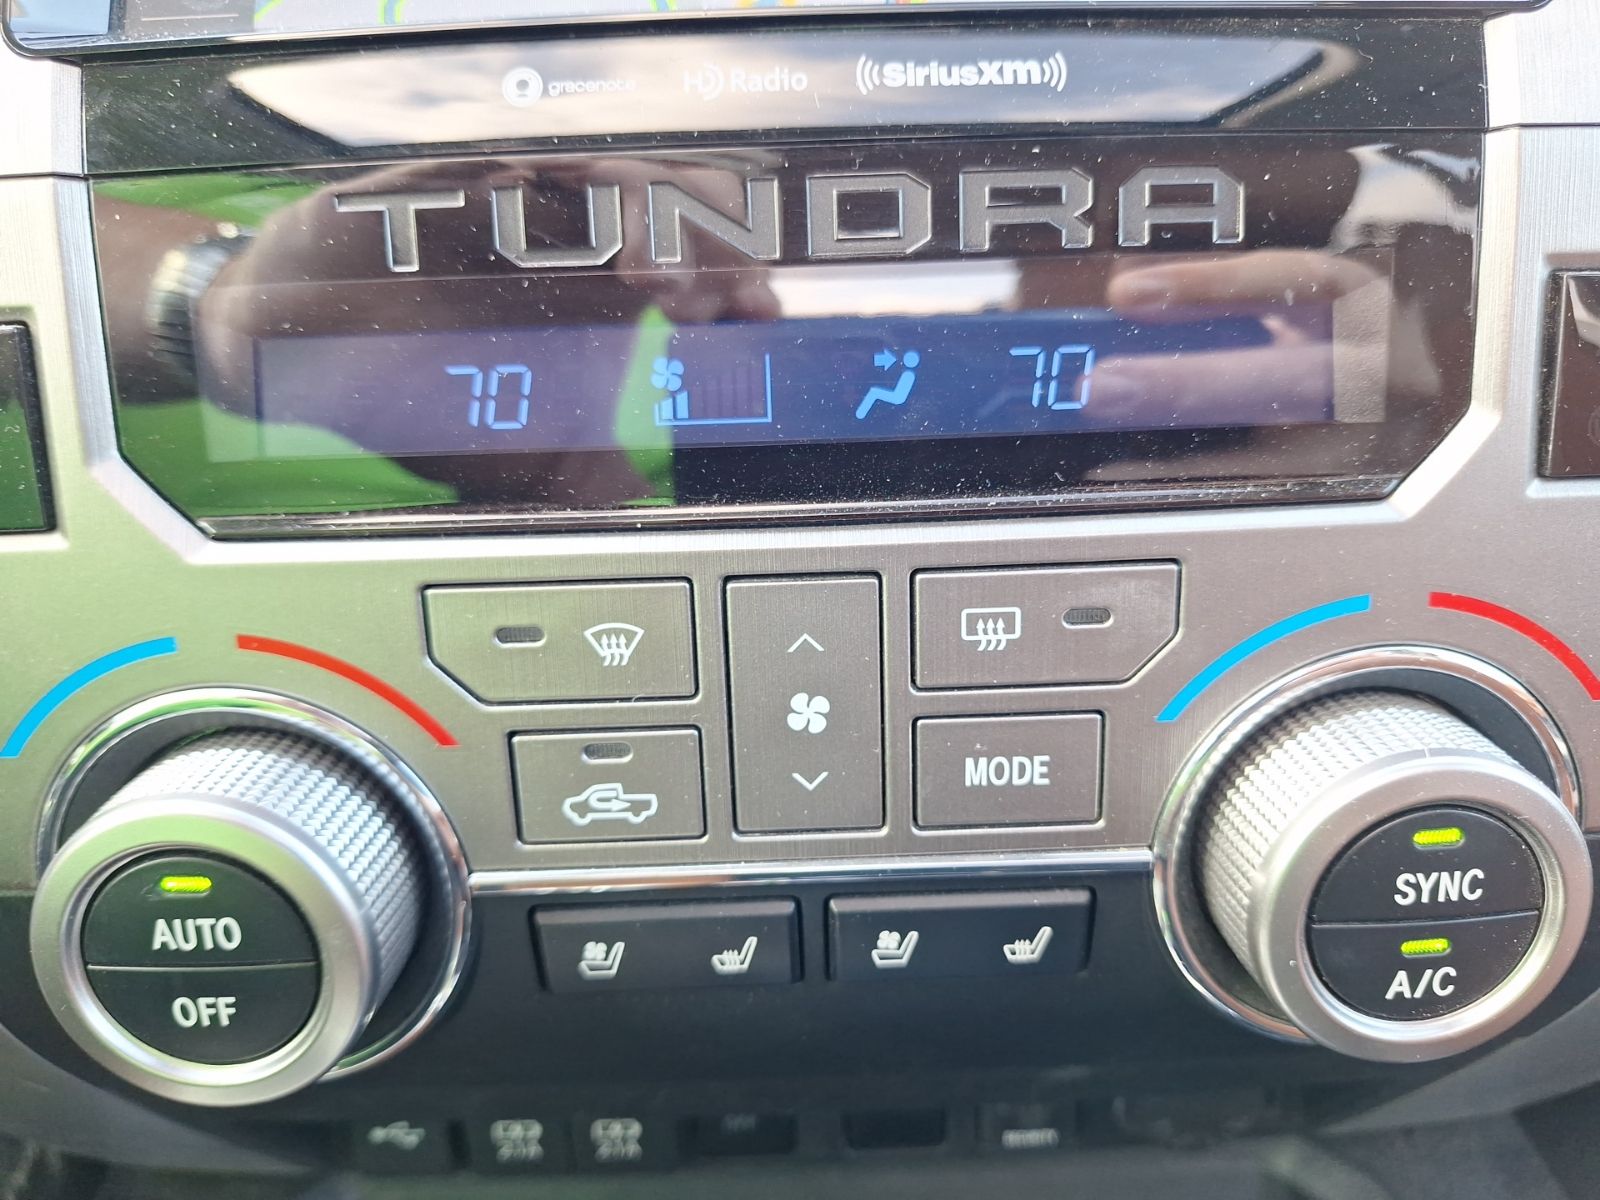 gracenote HD Radio ((SiriusXM))
TUNDRA
70 70
MODE
AUTO
OFF
SYNC
A/C